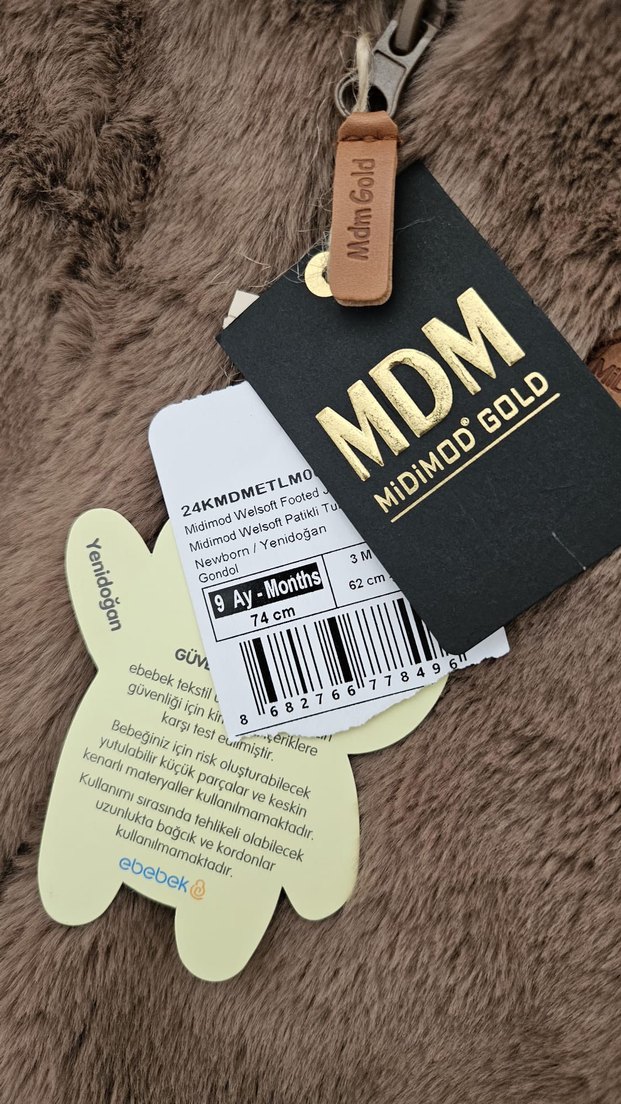 Mdm Gold
MDM
MiDiMOD® GOLD
24KMDMETLM0
Midimod Welsoft Footed
Midimod Welsoft Patikli
Newborn / Yenidoğan
Gondol
9 Ay - Months
74 cm
3 M
62 cm
8 682766 778496
Yenidoğan
ebebek tekstil
güvenliği için
karşı test edilmiştir.
Bebeğiniz için risk oluşturabilecek
yutulabilir küçük parçalar ve keskin
kenarlı materyaller kullanılmamaktadır.
Kullanımı sırasında tehlikeli olabilecek
uzunlukta bağcık ve kordonlar
kullanılmamaktadır.
ebebek